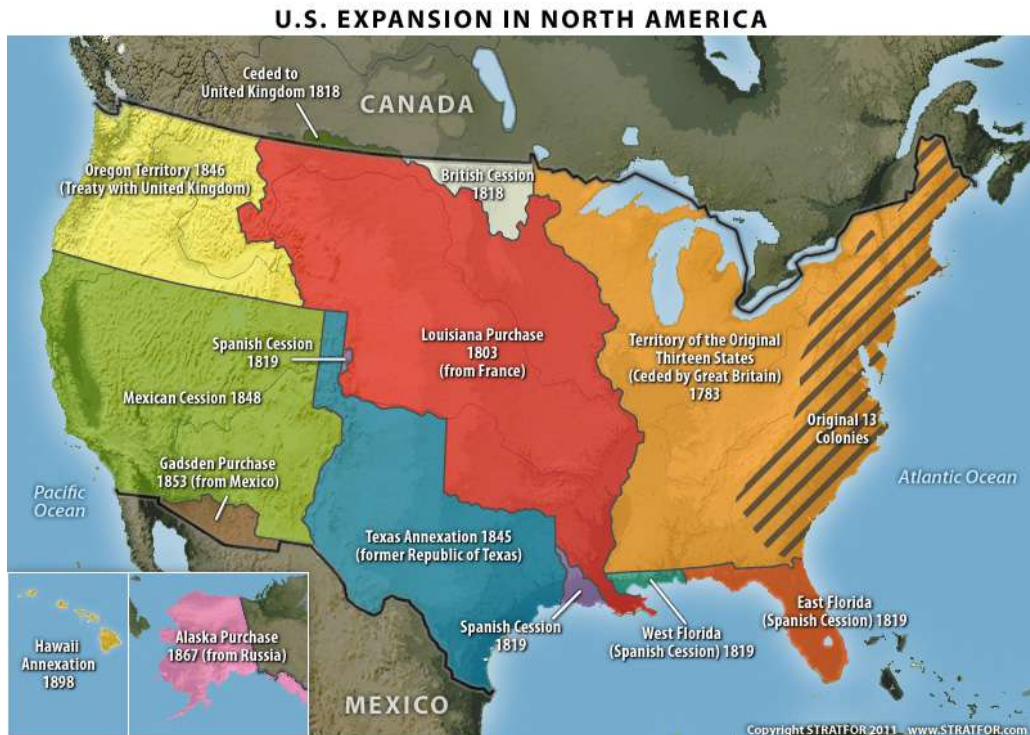 U.S. EXPANSION IN NORTH AMERICA
Ceded to
United Kingdom 1818
CANADA
Oregon Territory 1846
(Treaty with United Kingdom)
British Cession
1818
Spanish Cession
1819
Louisiana Purchase
1803
(from France)
Territory of the Original
Thirteen States
(Ceded by Great Britain)
1783
Mexican Cession 1848
Original 13
Colonies
Gadsden Purchase
1853 (from Mexico)
Pacific
Ocean
Atlantic Ocean
Texas Annexation 1845
(former Republic of Texas)
Hawaii
Annexation
1898
Alaska Purchase
1867 (from Russia)
Spanish Cession
1819
West Florida
(Spanish Cession) 1819
East Florida
(Spanish Cession) 1819
MEXICO
Copyright STRATFOR 2011 www.STRATFOR.com